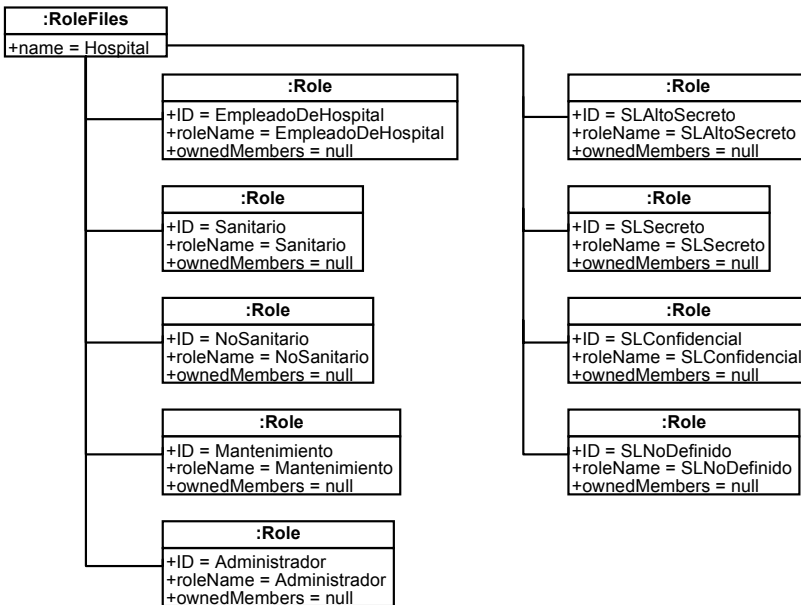 :RoleFiles
+name = Hospital
:Role
+ID = EmpleadoDeHospital
+roleName = EmpleadoDeHospital
+ownedMembers = null
:Role
+ID = Sanitario
+roleName = Sanitario
+ownedMembers = null
:Role
+ID = NoSanitario
+roleName = NoSanitario
+ownedMembers = null
:Role
+ID = Mantenimiento
+roleName = Mantenimiento
+ownedMembers = null
:Role
+ID = Administrador
+roleName = Administrador
+ownedMembers = null
:Role
+ID = SLAltoSecreto
+roleName = SLAltoSecreto
+ownedMembers = null
:Role
+ID = SLSecreto
+roleName = SLSecreto
+ownedMembers = null
:Role
+ID = SLConfidencial
+roleName = SLConfidencial
+ownedMembers = null
:Role
+ID = SLNoDefinido
+roleName = SLNoDefinido
+ownedMembers = null